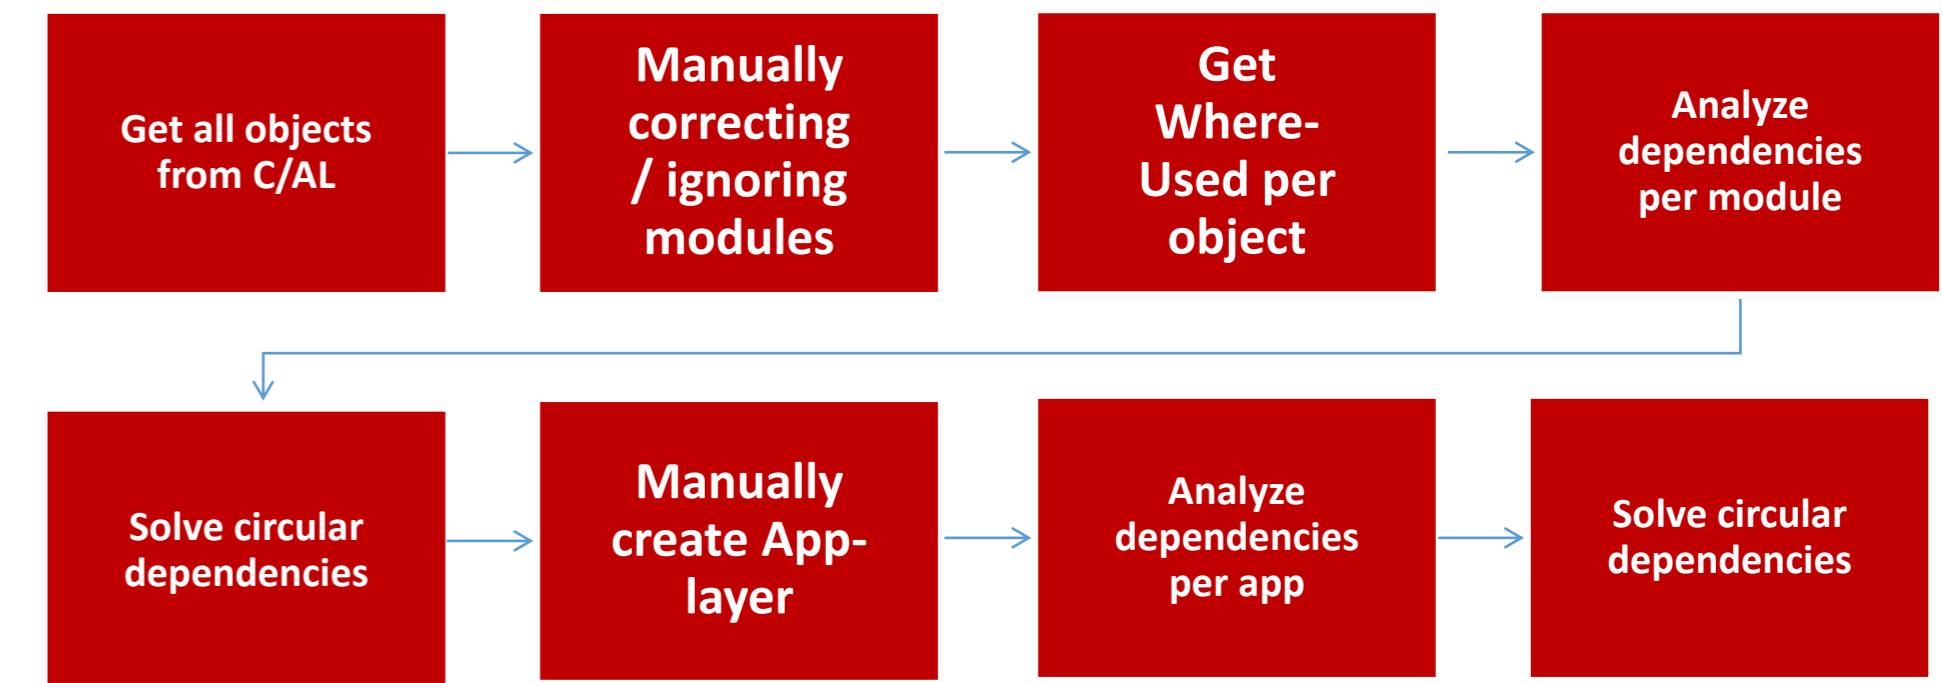 Get all objects
from C/AL
Manually
correcting
/ ignoring
modules
Get
Where-
Used per
object
Analyze
dependencies
per module
Solve circular
dependencies
Manually
create App-
layer
Analyze
dependencies
per app
Solve circular
dependencies